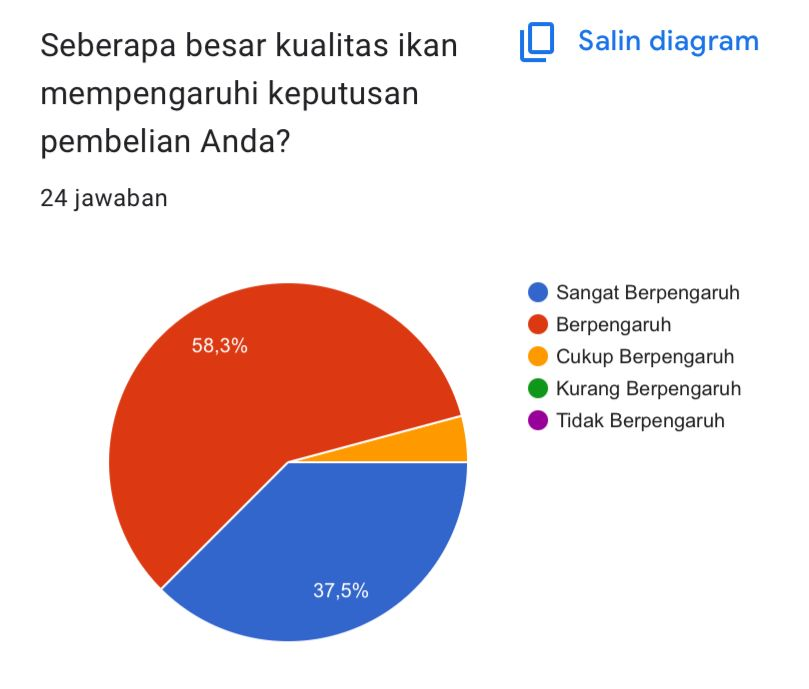 Seberapa besar kualitas ikan
mempengaruhi keputusan
pembelian Anda?
Salin diagram
24 jawaban
58,3%
37,5%
Sangat Berpengaruh
Berpengaruh
Cukup Berpengaruh
Kurang Berpengaruh
Tidak Berpengaruh